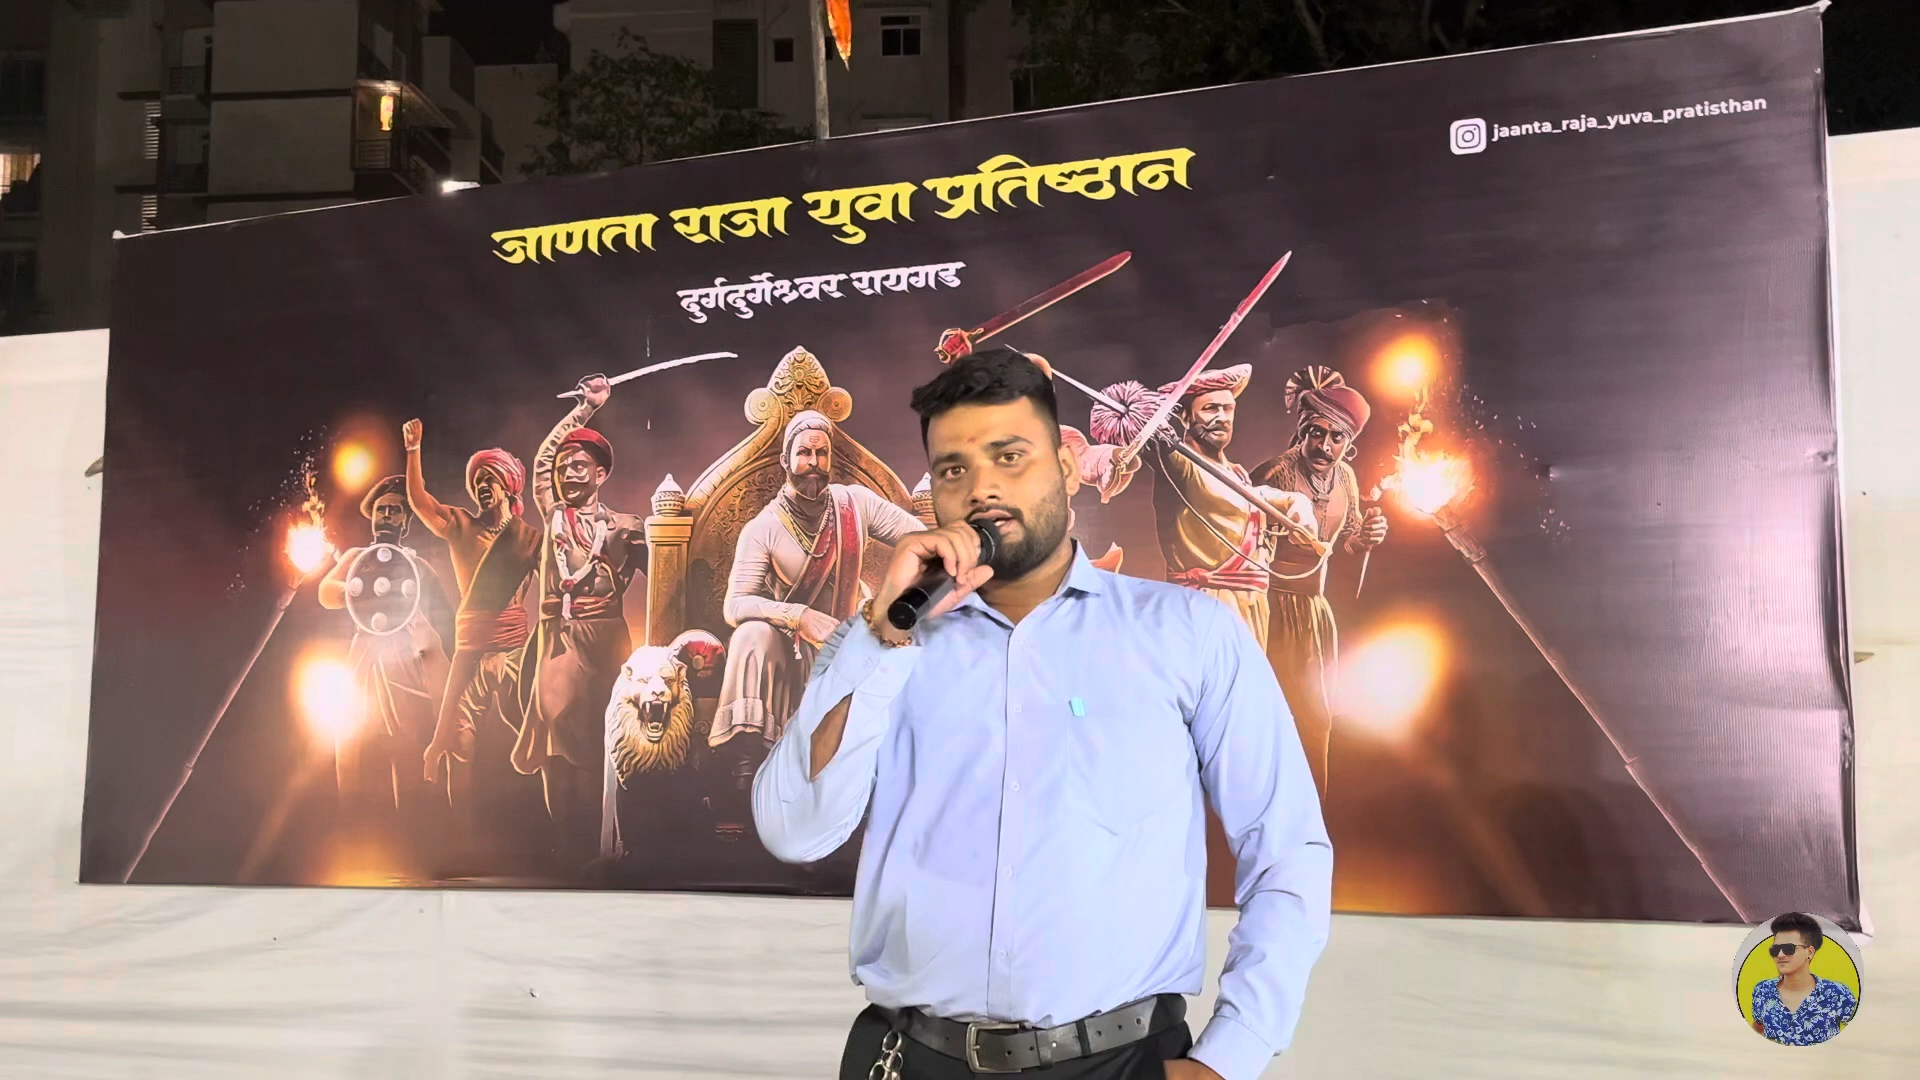 jaanta_raja_yuva_pratisthan
जाणता राजा युवा प्रतिष्ठान
दुर्गदुर्गेश्वर रायगड